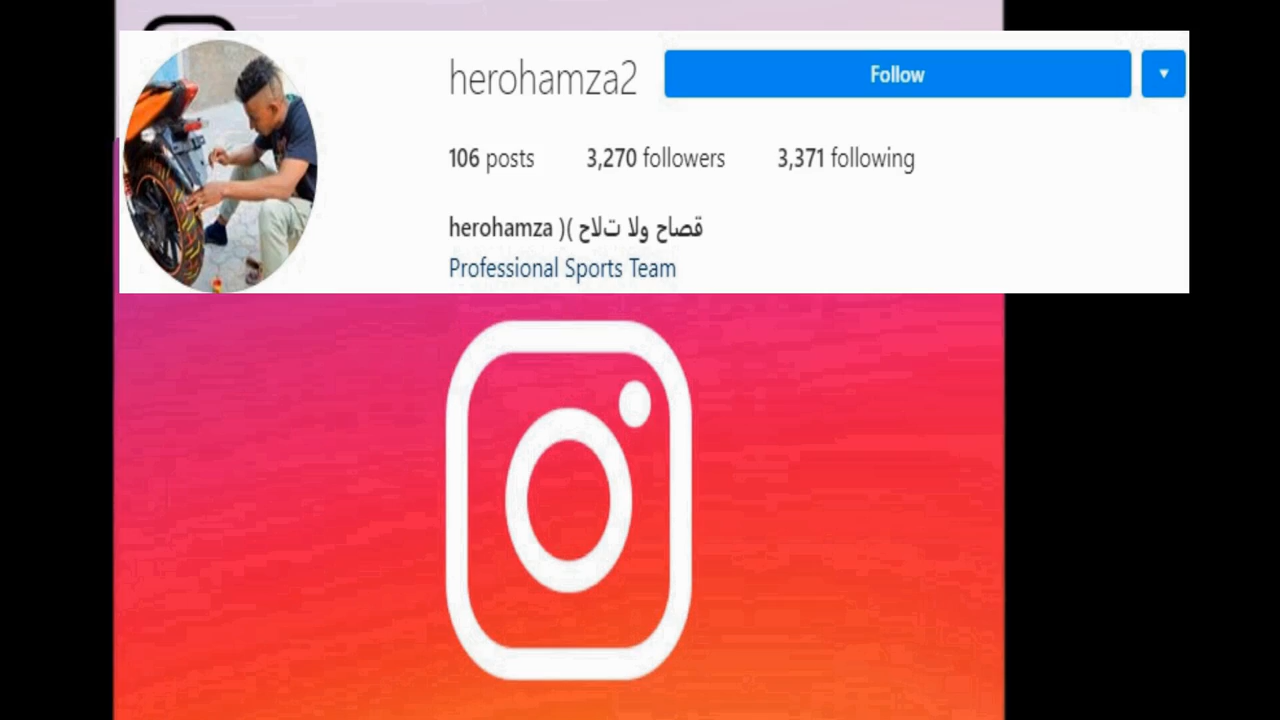 herohamza2
Follow
106 posts 3,270 followers 3,371 following
herohamza )( قصاح ولا تلاح
Professional Sports Team